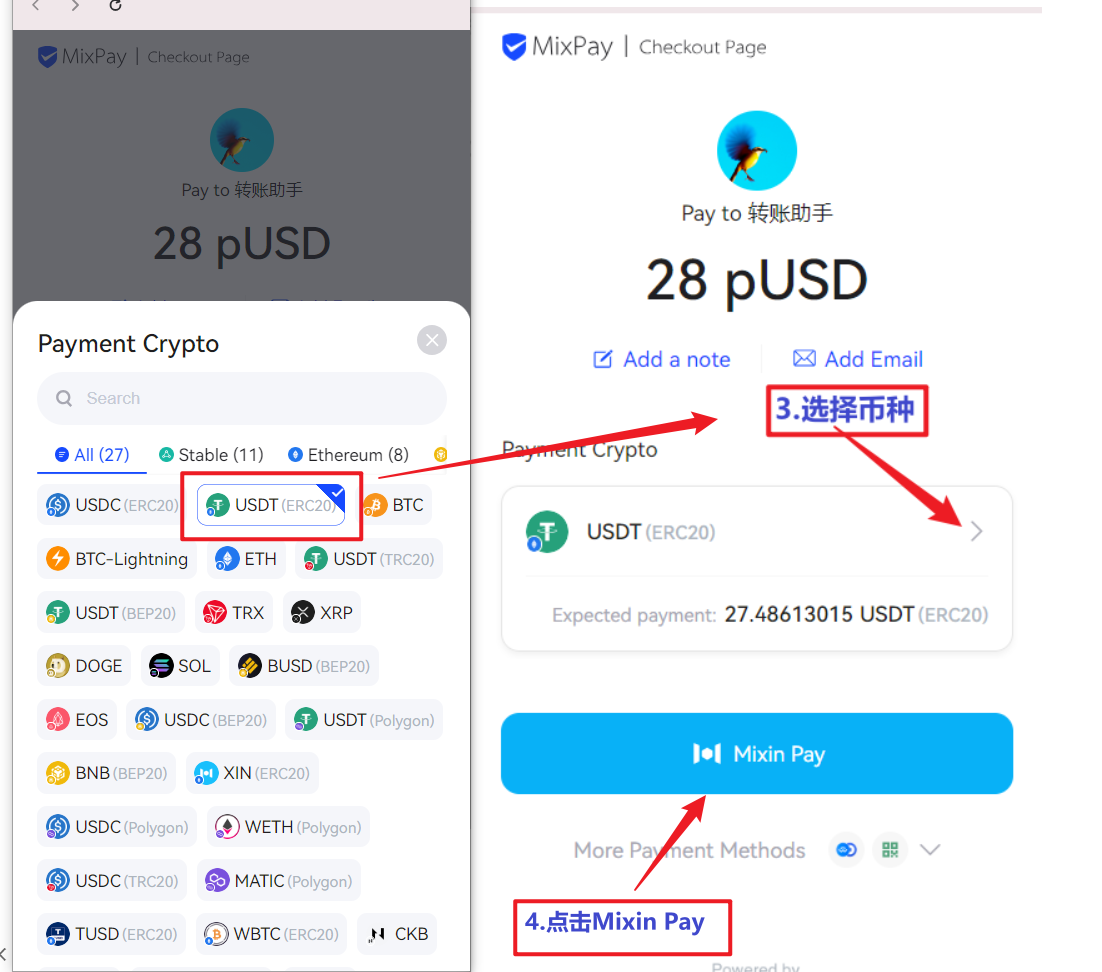 MixPay | Checkout Page
Pay to 转账助手
28 pUSD
Payment Crypto
Search
All (27) Stable (11) Ethereum (8)
USDC (ERC20) USDT (ERC20) BTC
BTC-Lightning ETH USDT (TRC20)
USDT (BEP20) TRX XRP
DOGE SOL BUSD (BEP20)
EOS USDC (BEP20) USDT (Polygon)
BNB (BEP20) XIN (ERC20)
USDC (Polygon) WETH (Polygon)
USDC (TRC20) MATIC (Polygon)
TUSD (ERC20) WBTC (ERC20) CKB
MixPay | Checkout Page
Pay to 转账助手
28 pUSD
Add a note Add Email
3.选择币种
Payment Crypto
USDT (ERC20)
Expected payment: 27.48613015 USDT (ERC20)
Mixin Pay
More Payment Methods
4.点击Mixin Pay
Powered by